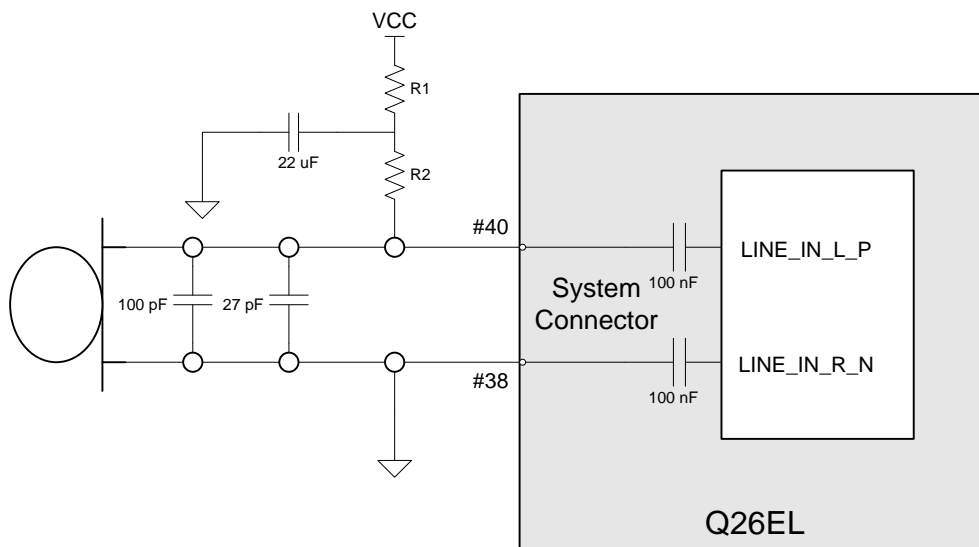 VCC
R1
22 uF
R2
#40
LINE_IN_L_P
100 nF
System
Connector
100 pF
27 pF
#38
LINE_IN_R_N
100 nF
Q26EL